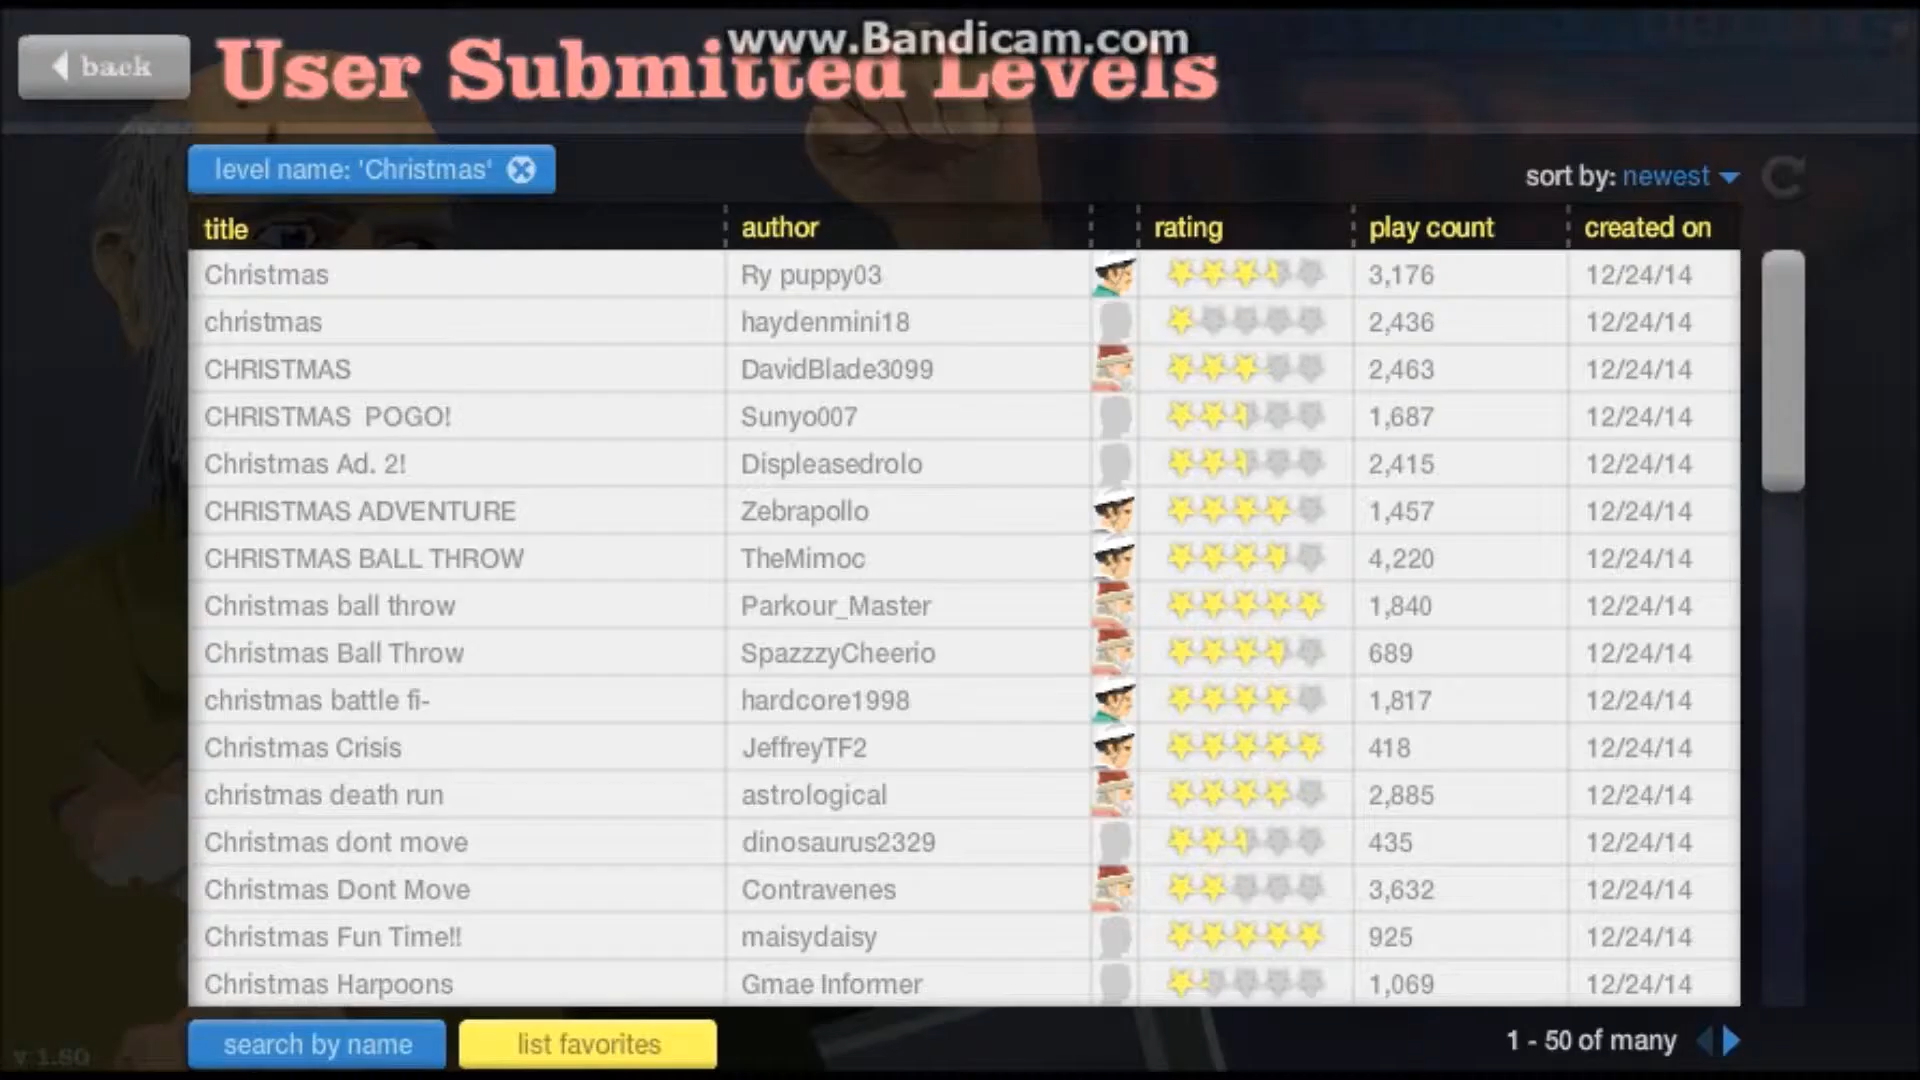 www.Bandicam.com
back
User Submitted Levels
level name: 'Christmas'
sort by: newest
title author rating play count created on
Christmas Ry puppy03 3,176 12/24/14
christmas haydenmini18 2,436 12/24/14
CHRISTMAS DavidBlade3099 2,463 12/24/14
CHRISTMAS  POGO! Sunyo007 1,687 12/24/14
Christmas Ad. 2! Displeasedrolo 2,415 12/24/14
CHRISTMAS ADVENTURE Zebrapollo 1,457 12/24/14
CHRISTMAS BALL THROW TheMimoc 4,220 12/24/14
Christmas ball throw Parkour_Master 1,840 12/24/14
Christmas Ball Throw SpazzzyCheerio 689 12/24/14
christmas battle fi- hardcore1998 1,817 12/24/14
Christmas Crisis JeffreyTF2 418 12/24/14
christmas death run astrological 2,885 12/24/14
Christmas dont move dinosaurus2329 435 12/24/14
Christmas Dont Move Contravenes 3,632 12/24/14
Christmas Fun Time!! maisydaisy 925 12/24/14
Christmas Harpoons Gmae Informer 1,069 12/24/14
search by name list favorites 1 - 50 of many
v 1.80